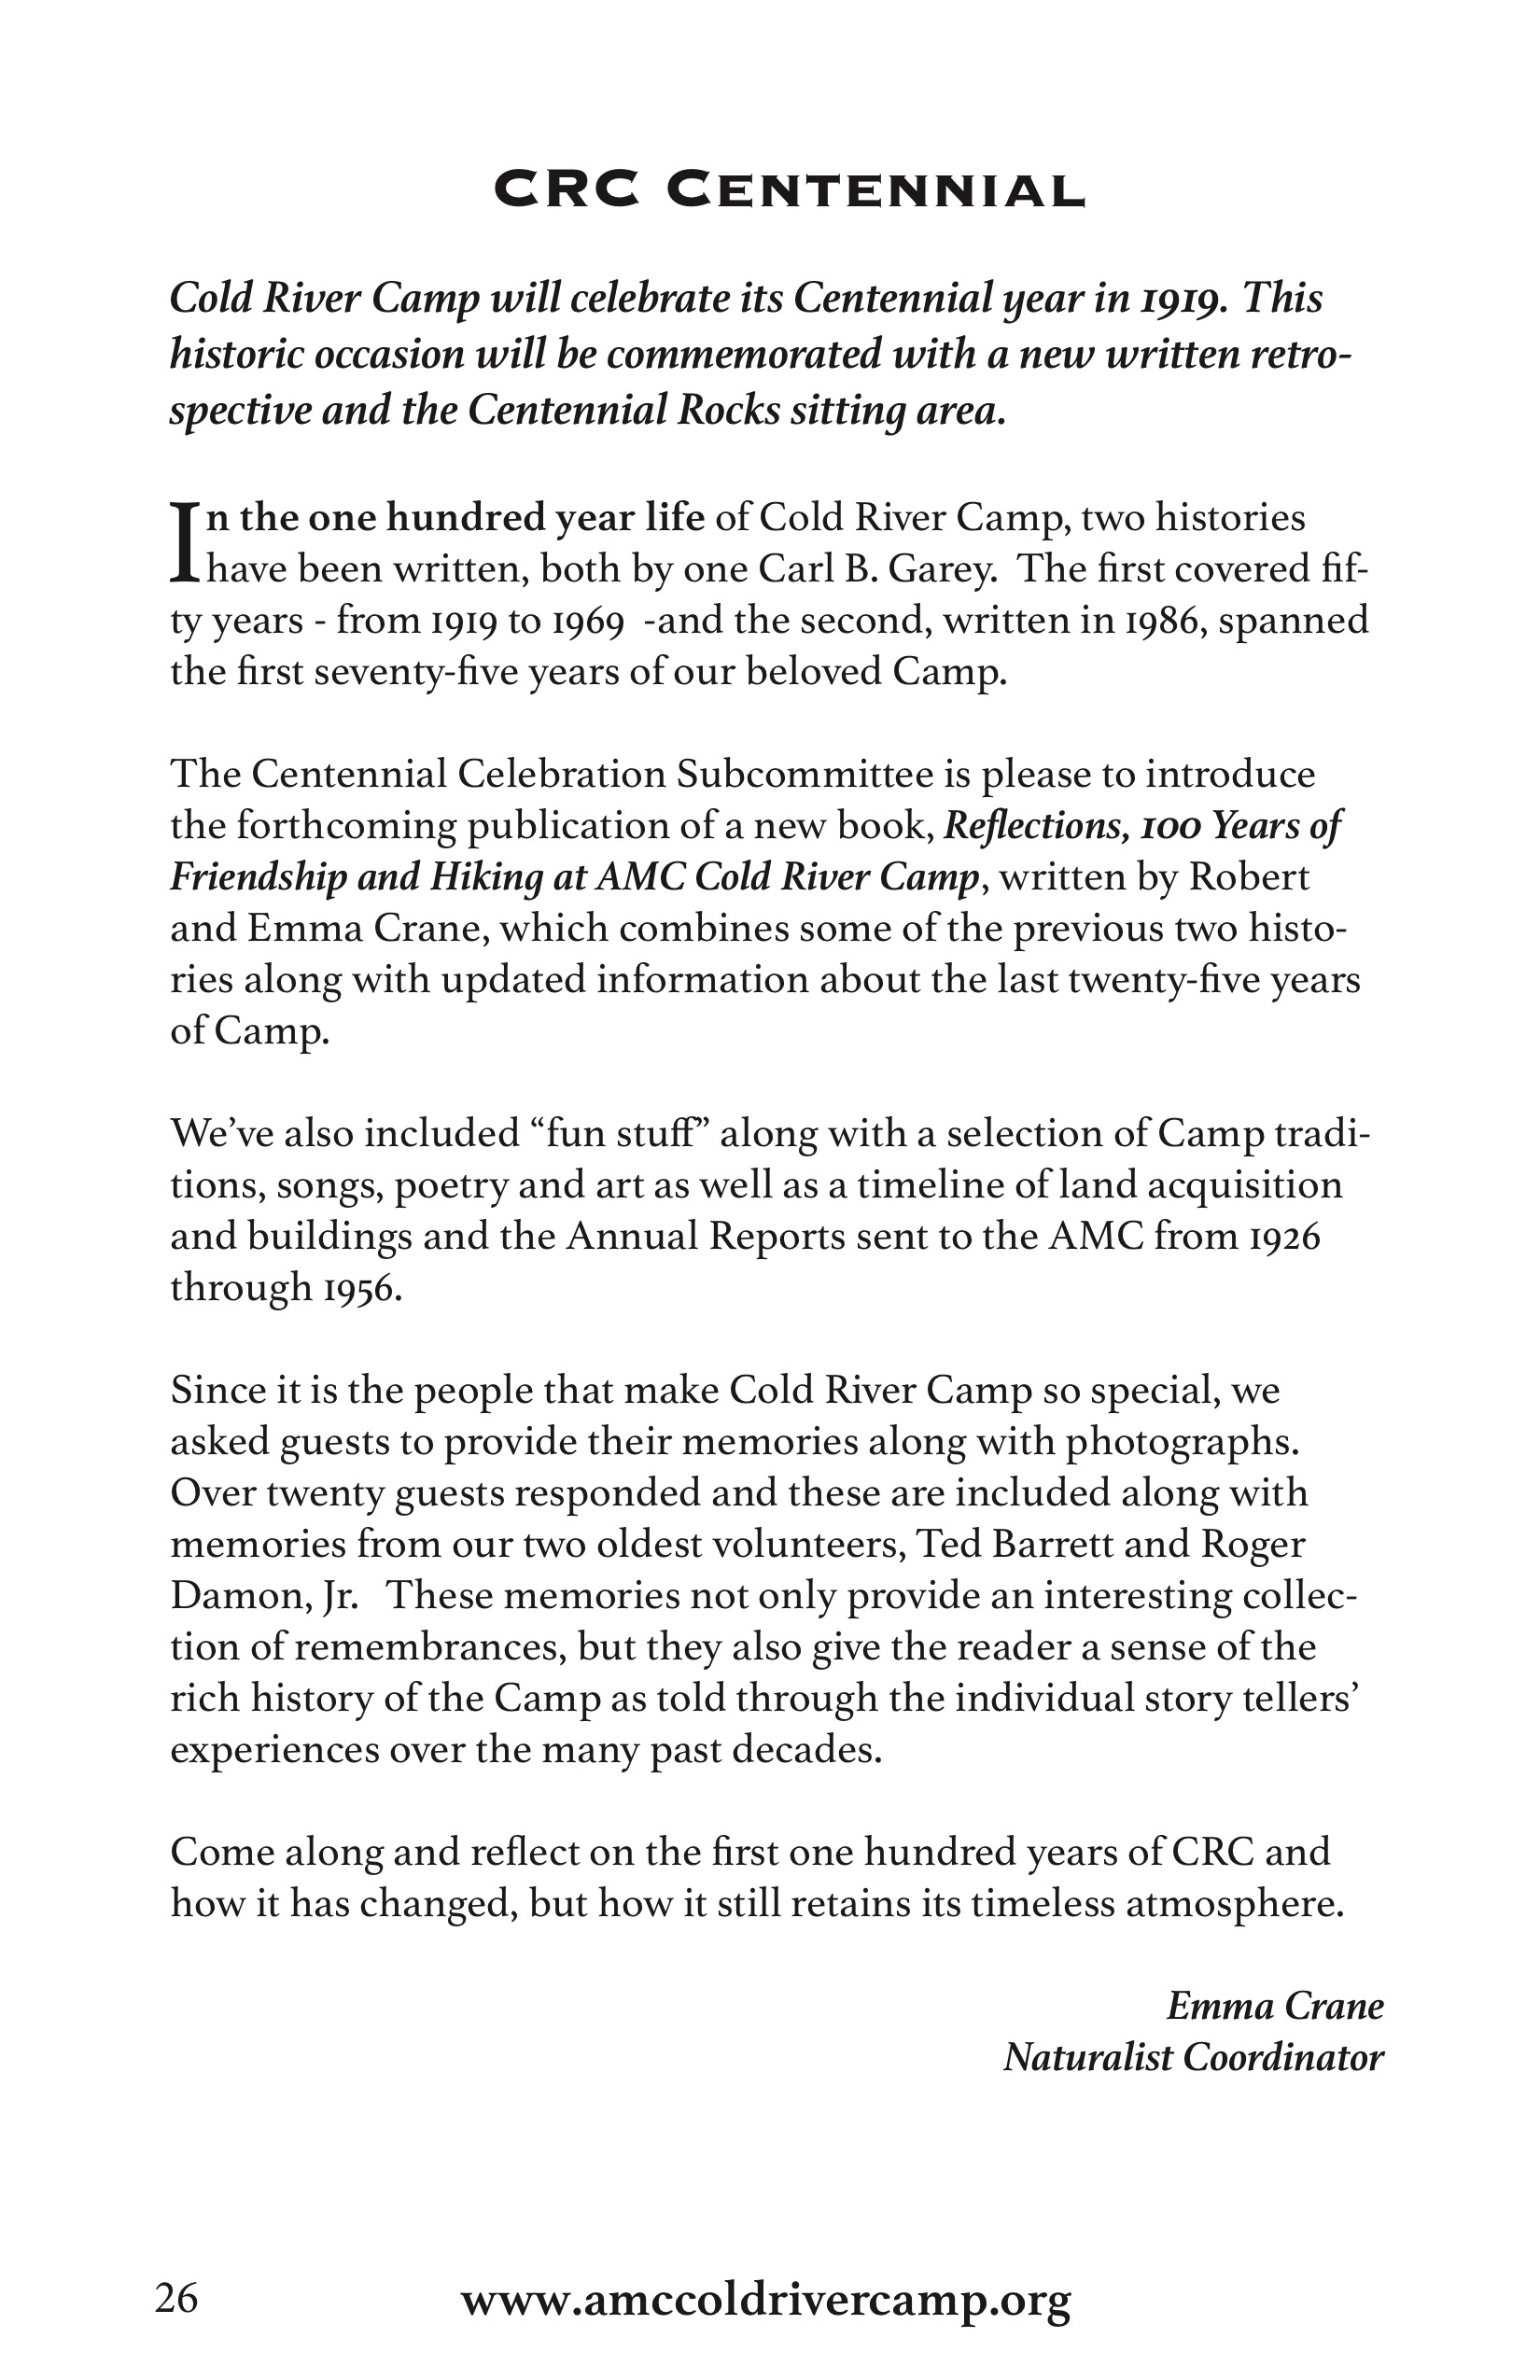 CRC Centennial
Cold River Camp will celebrate its Centennial year in 1919. This
historic occasion will be commemorated with a new written retro-
spective and the Centennial Rocks sitting area.
In the one hundred year life of Cold River Camp, two histories
have been written, both by one Carl B. Garey. The first covered fif-
ty years - from 1919 to 1969 -and the second, written in 1986, spanned
the first seventy-five years of our beloved Camp.
The Centennial Celebration Subcommittee is please to introduce
the forthcoming publication of a new book, Reflections, 100 Years of
Friendship and Hiking at AMC Cold River Camp, written by Robert
and Emma Crane, which combines some of the previous two histo-
ries along with updated information about the last twenty-five years
of Camp.
We’ve also included “fun stuff” along with a selection of Camp tradi-
tions, songs, poetry and art as well as a timeline of land acquisition
and buildings and the Annual Reports sent to the AMC from 1926
through 1956.
Since it is the people that make Cold River Camp so special, we
asked guests to provide their memories along with photographs.
Over twenty guests responded and these are included along with
memories from our two oldest volunteers, Ted Barrett and Roger
Damon, Jr. These memories not only provide an interesting collec-
tion of remembrances, but they also give the reader a sense of the
rich history of the Camp as told through the individual story tellers’
experiences over the many past decades.
Come along and reflect on the first one hundred years of CRC and
how it has changed, but how it still retains its timeless atmosphere.
Emma Crane
Naturalist Coordinator
26 www.amccoldrivercamp.org